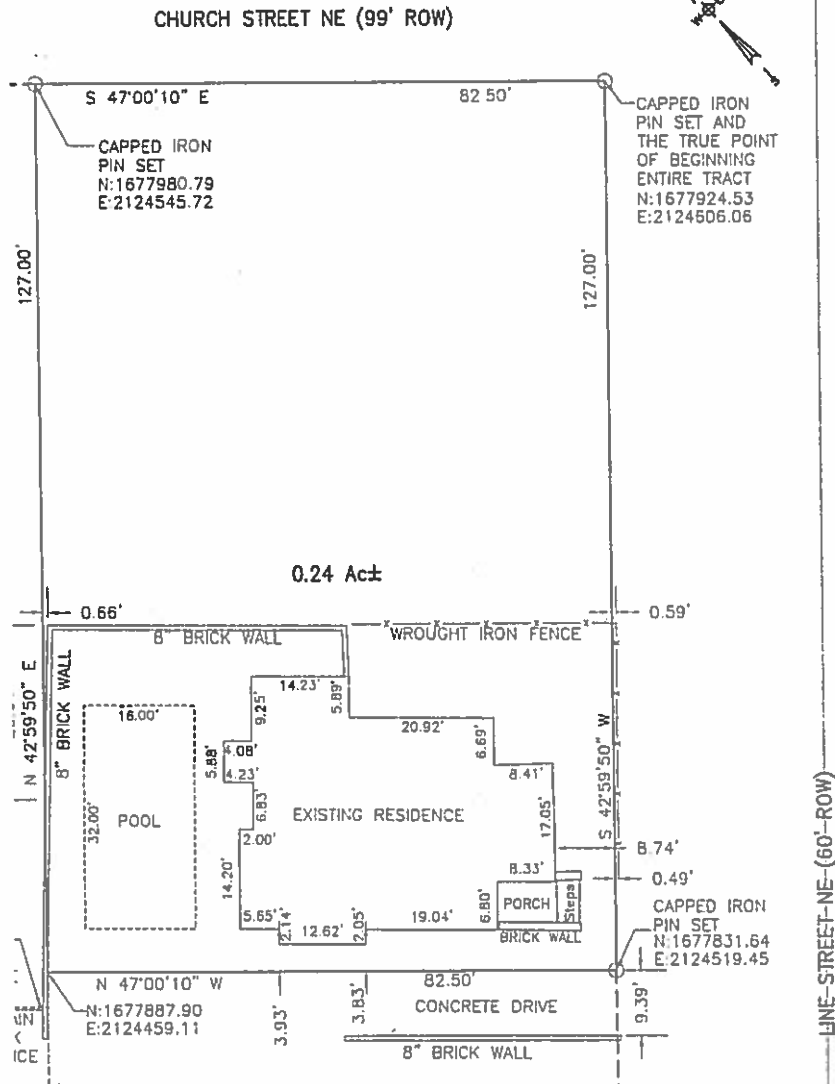 CHURCH STREET NE (99' ROW)
S 47°00'10" E
82.50'
CAPPED IRON
PIN SET
N:1677980.79
E:2124545.72
CAPPED IRON
PIN SET AND
THE TRUE POINT
OF BEGINNING
ENTIRE TRACT
N:1677924.53
E:2124606.06
127.00'
127.00'
0.24 Ac±
0.66'
0.59'
8" BRICK WALL
WROUGHT IRON FENCE
N 42°59'50" E
8" BRICK WALL
14.23'
5.89'
9.25'
16.00'
20.92'
6.69'
4.08'
5.88'
4.23'
8.41'
S 42°59'50" W
6.83'
17.05'
32.00'
POOL
EXISTING RESIDENCE
2.00'
8.74'
14.20'
8.33'
0.49'
6.80'
PORCH
Steps
5.65'
2.14'
12.62'
2.05'
19.04'
BRICK WALL
CAPPED IRON
PIN SET
N:1677831.64
E:2124519.45
N 47°00'10" W
82.50'
N:1677887.90
E:2124459.11
3.93'
3.83'
CONCRETE DRIVE
9.39'
8" BRICK WALL
ICE
LINE STREET NE (60' ROW)